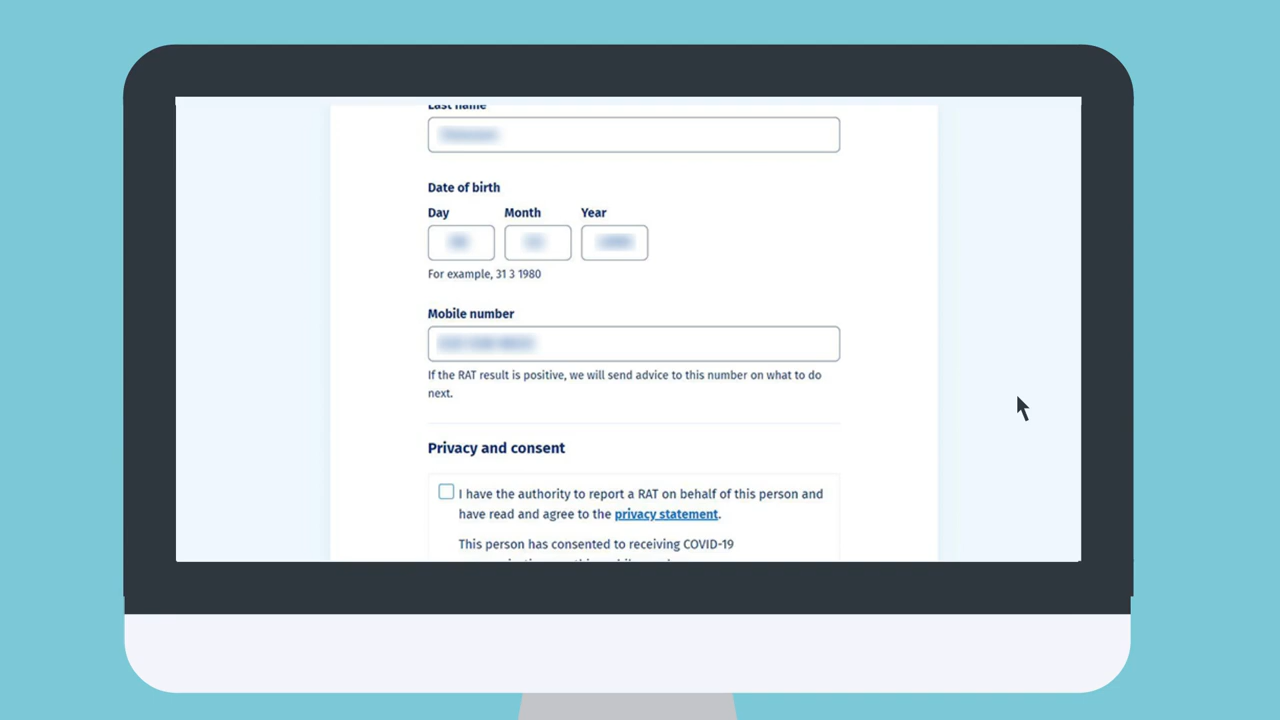 Last name
Date of birth
Day Month Year
For example, 31 3 1980
Mobile number
If the RAT result is positive, we will send advice to this number on what to do
next.
Privacy and consent
I have the authority to report a RAT on behalf of this person and
have read and agree to the privacy statement.
This person has consented to receiving COVID-19